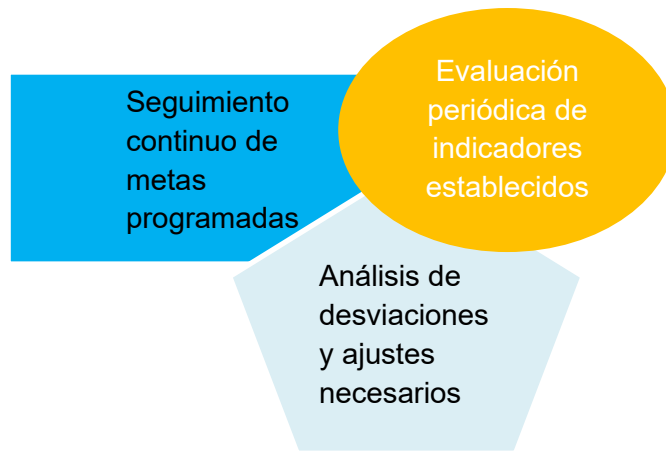 Seguimiento
continuo de
metas
programadas
Evaluación
periódica de
indicadores
establecidos
Análisis de
desviaciones
y ajustes
necesarios